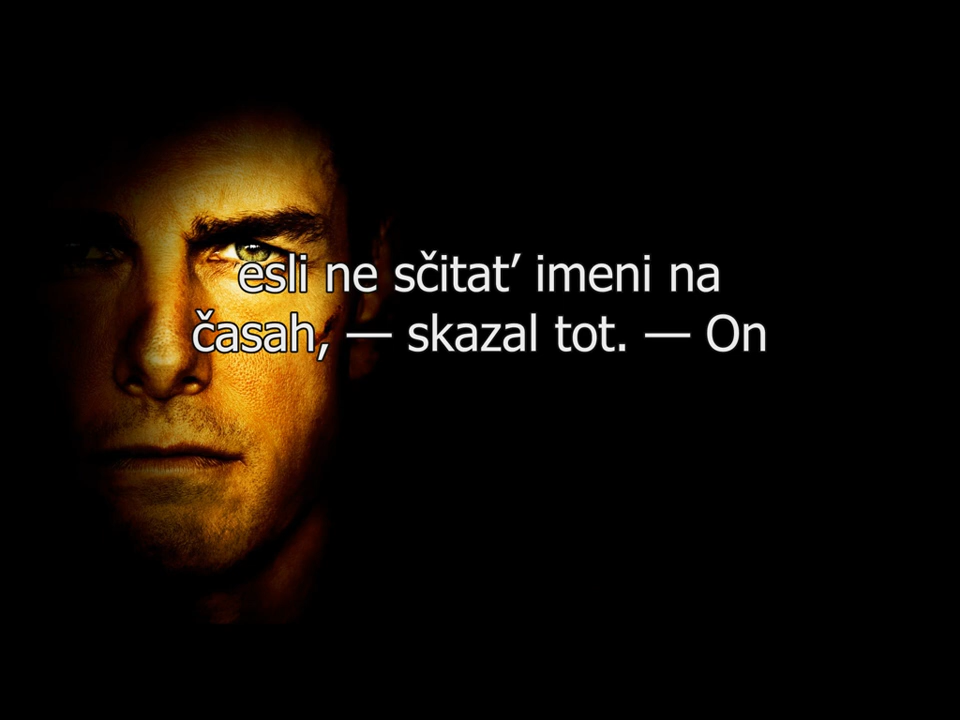 esli ne sčitat’ imeni na
časah, — skazal tot. — On